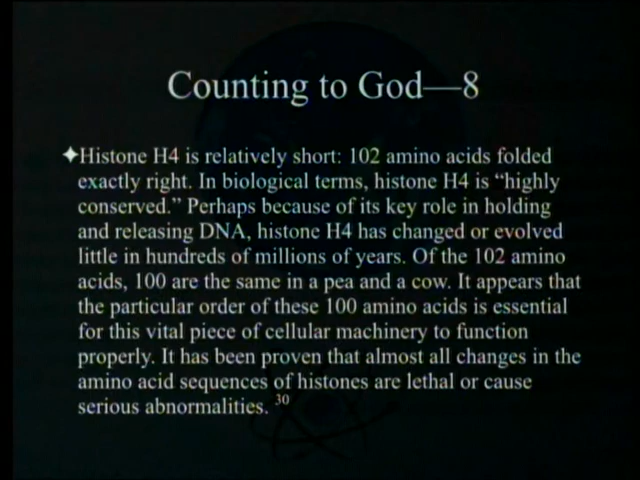 Counting to God—8
✦Histone H4 is relatively short: 102 amino acids folded
exactly right. In biological terms, histone H4 is “highly
conserved.” Perhaps because of its key role in holding
and releasing DNA, histone H4 has changed or evolved
little in hundreds of millions of years. Of the 102 amino
acids, 100 are the same in a pea and a cow. It appears that
the particular order of these 100 amino acids is essential
for this vital piece of cellular machinery to function
properly. It has been proven that almost all changes in the
amino acid sequences of histones are lethal or cause
serious abnormalities. 30